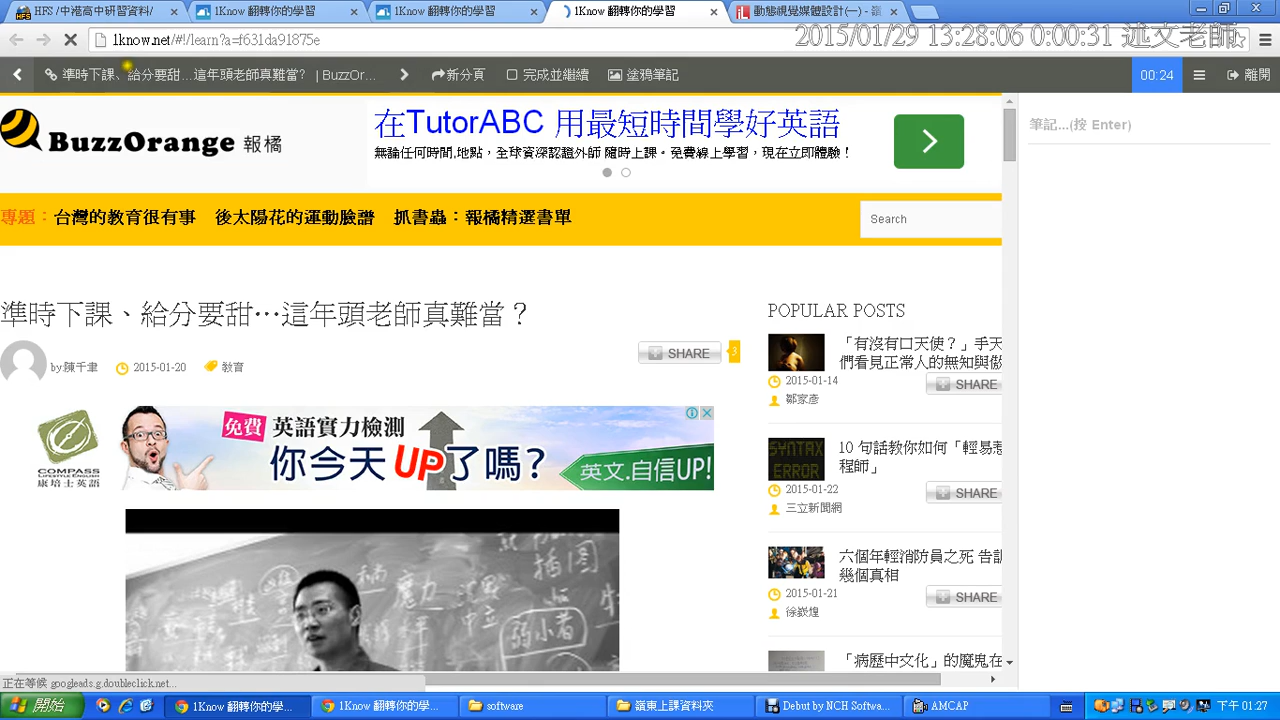 HFS /中港高中研習資料/
1Know 翻轉你的學習
1Know 翻轉你的學習
1Know 翻轉你的學習
動態視覺媒體設計(一) - 嶺
1know.net/#!/learn?a=f631da91875e
2015/01/29 13:28:06 0:00:31 述文老師
準時下課、給分要甜…這年頭老師真難當? | BuzzOr...
新分頁
完成並繼續
塗鴉筆記
00:24
離開
BuzzOrange 報橘
在TutorABC 用最短時間學好英語
無論任何時間,地點，全球資深認證外師 隨時上課。免費線上學習，現在立即體驗！
筆記...(按 Enter)
專題： 台灣的教育很有事 後太陽花的運動臉譜 抓書蟲：報橘精選書單
Search
準時下課、給分要甜…這年頭老師真難當？
by陳千聿 2015-01-20 教育
SHARE 3
免費 英語實力檢測
你今天UP了嗎?
英文.自信UP!
COMPASS
康培士英語
插图
弱小者
POPULAR POSTS
「有沒有口天使？」手天
們看見正常人的無知與傲
2015-01-14
SHARE
鄒家彥
SYNTAX
ERROR
10 句話教你如何「輕易惹
程師」
2015-01-22
SHARE
三立新聞網
六個年輕消防員之死 告訴
幾個真相
2015-01-21
SHARE
徐嶔煌
「病歷中文化」的魔鬼在
正在等候 googleads.g.doubleclick.net...
開始
1Know 翻轉你的學...
1Know 翻轉你的學...
software
嶺東上課資料夾
Debut by NCH Softwa...
AMCAP
下午 01:27